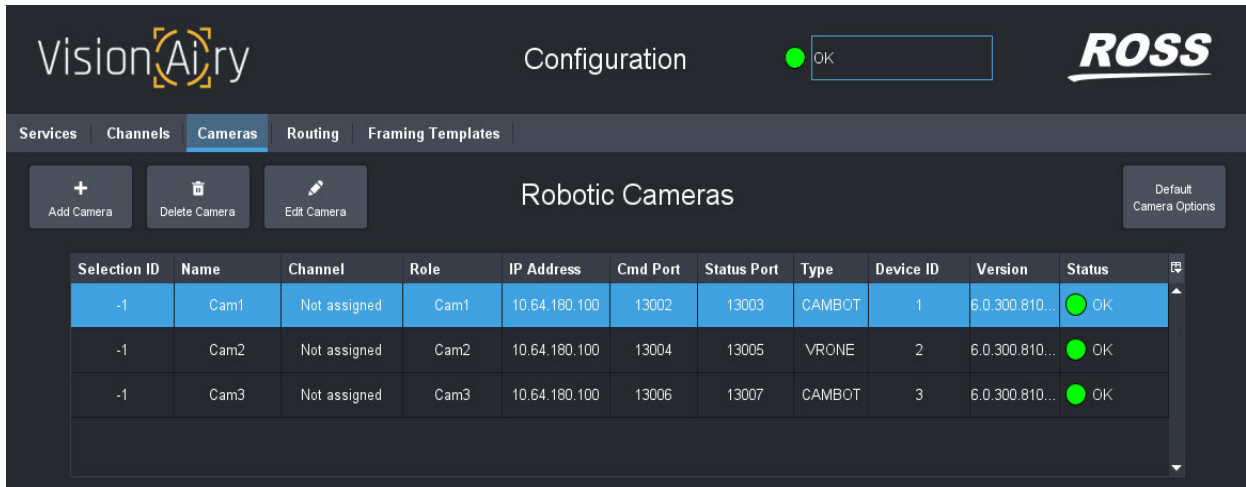 VisionAiry
Configuration
OK
ROSS
Services Channels Cameras Routing Framing Templates
Add Camera
Delete Camera
Edit Camera
Robotic Cameras
Default
Camera Options
Selection ID Name Channel Role IP Address Cmd Port Status Port Type Device ID Version Status
-1 Cam1 Not assigned Cam1 10.64.180.100 13002 13003 CAMBOT 1 6.0.300.810... OK
-1 Cam2 Not assigned Cam2 10.64.180.100 13004 13005 VRONE 2 6.0.300.810... OK
-1 Cam3 Not assigned Cam3 10.64.180.100 13006 13007 CAMBOT 3 6.0.300.810... OK